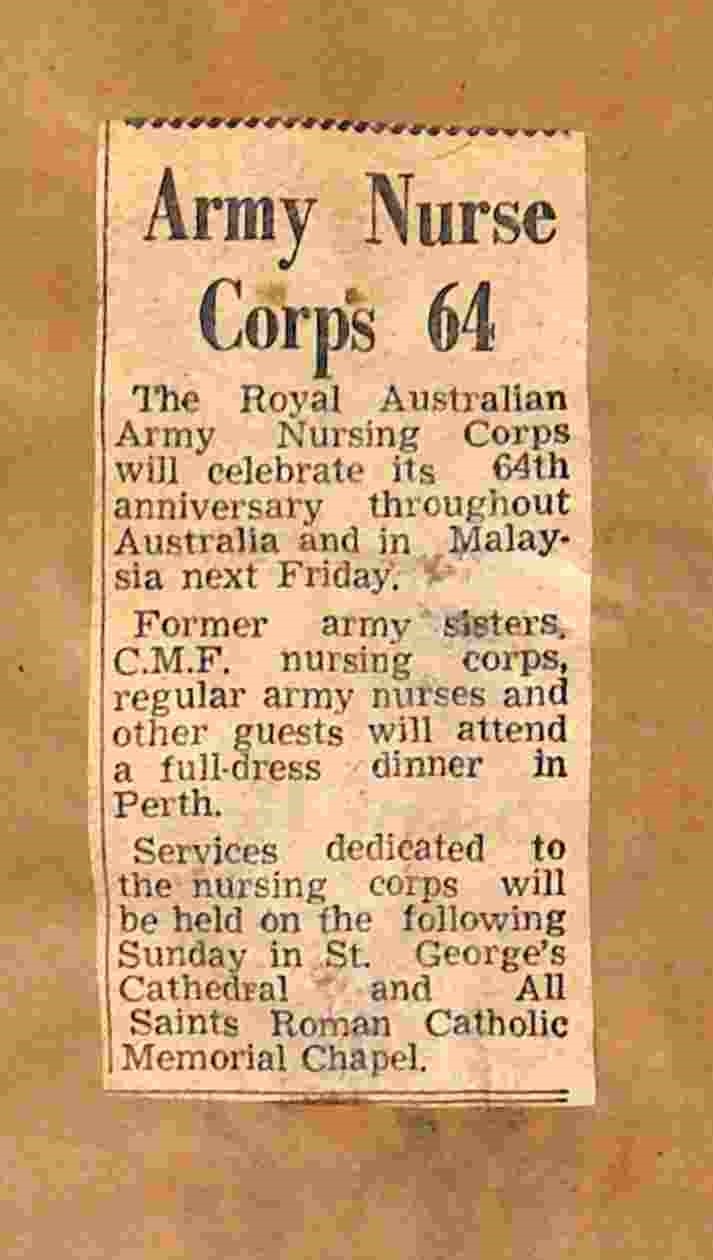 Army Nurse
Corps 64
The Royal Australian
Army Nursing Corps
will celebrate its 64th
anniversary throughout
Australia and in Malay-
sia next Friday.
Former army sisters,
C.M.F. nursing corps,
regular army nurses and
other guests will attend
a full-dress dinner in
Perth.
Services dedicated to
the nursing corps will
be held on the following
Sunday in St. George's
Cathedral and All
Saints Roman Catholic
Memorial Chapel.